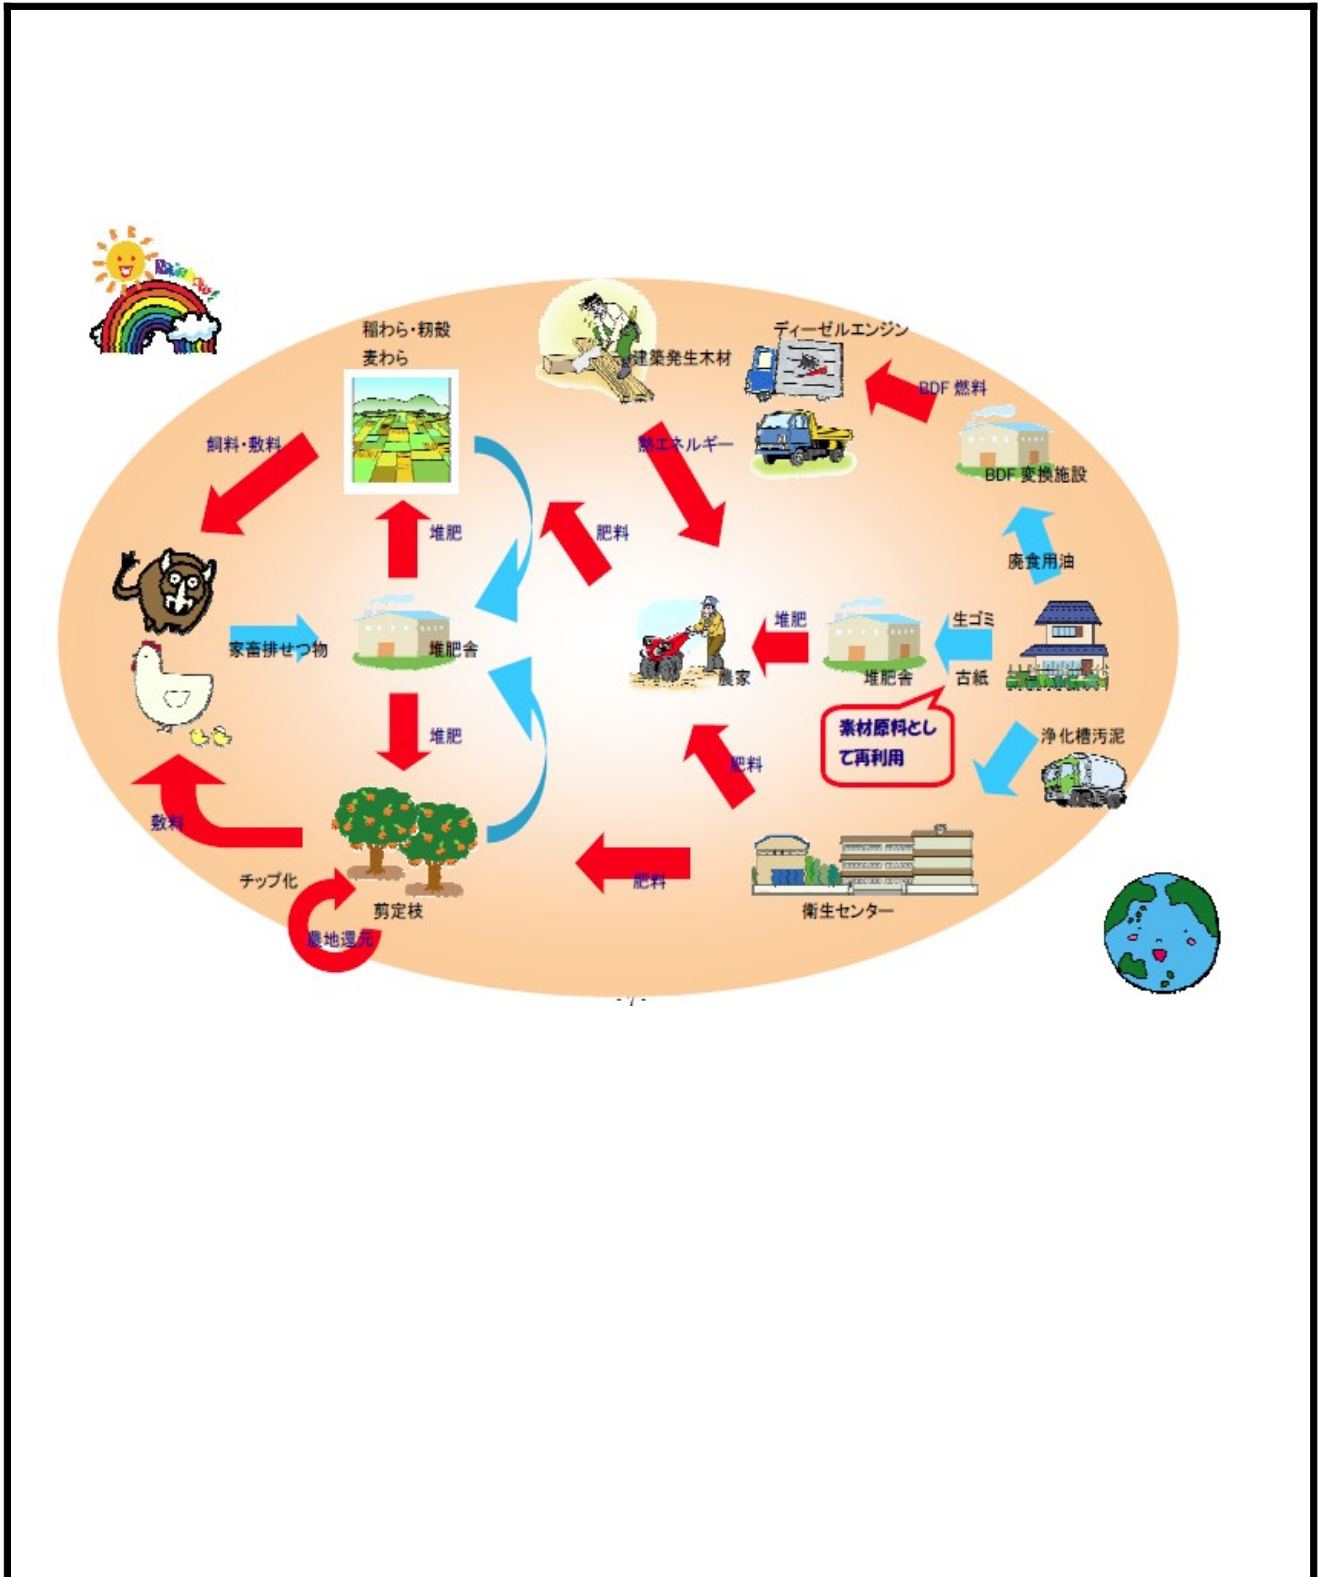 Rainbow!
稲わら・籾殻
麦わら
建築発生木材
ディーゼルエンジン
BDF 燃料
飼料・敷料
熱エネルギー
BDF 変換施設
堆肥
肥料
廃食用油
堆肥
生ゴミ
家畜排せつ物
堆肥舎
農家
堆肥舎
古紙
素材原料とし
て再利用
堆肥
浄化槽汚泥
肥料
敷料
チップ化
肥料
剪定枝
衛生センター
農地還元